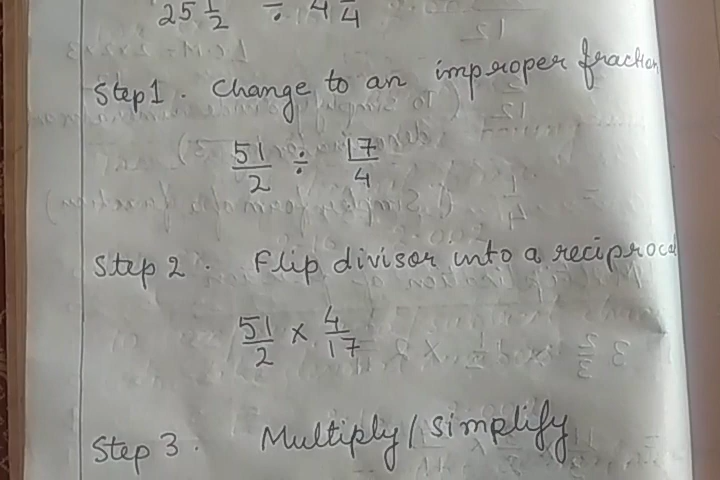 25 1/2 ÷ 4 1/4
Step 1. Change to an improper fraction
51/2 ÷ 17/4
Step 2. Flip divisor into a reciprocal
51/2 × 4/17
Step 3. Multiply / simplify